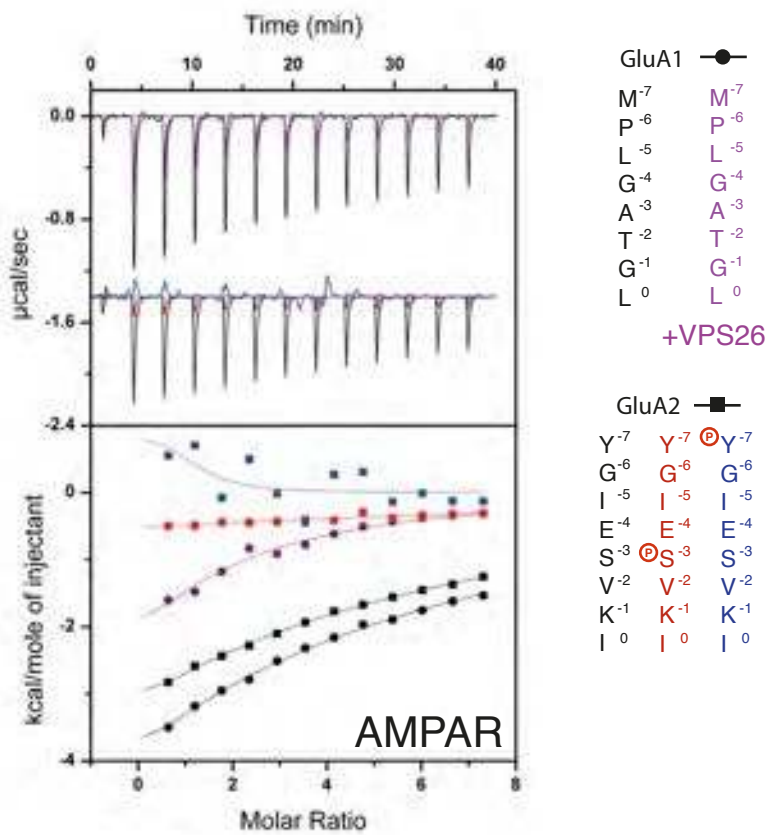 Time (min)
0 10 20 30 40
0.0
-0.8
-1.6
-2.4
µcal/sec
0
-2
-4
kcal/mole of injectant
AMPAR
0 2 4 6 8
Molar Ratio
GluA1
M-7 M-7
P-6 P-6
L-5 L-5
G-4 G-4
A-3 A-3
T-2 T-2
G-1 G-1
L0 L0
+VPS26
GluA2
Y-7 Y-7 P Y-7
G-6 G-6 G-6
I-5 I-5 I-5
E-4 E-4 E-4
S-3 P S-3 S-3
V-2 V-2 V-2
K-1 K-1 K-1
I0 I0 I0